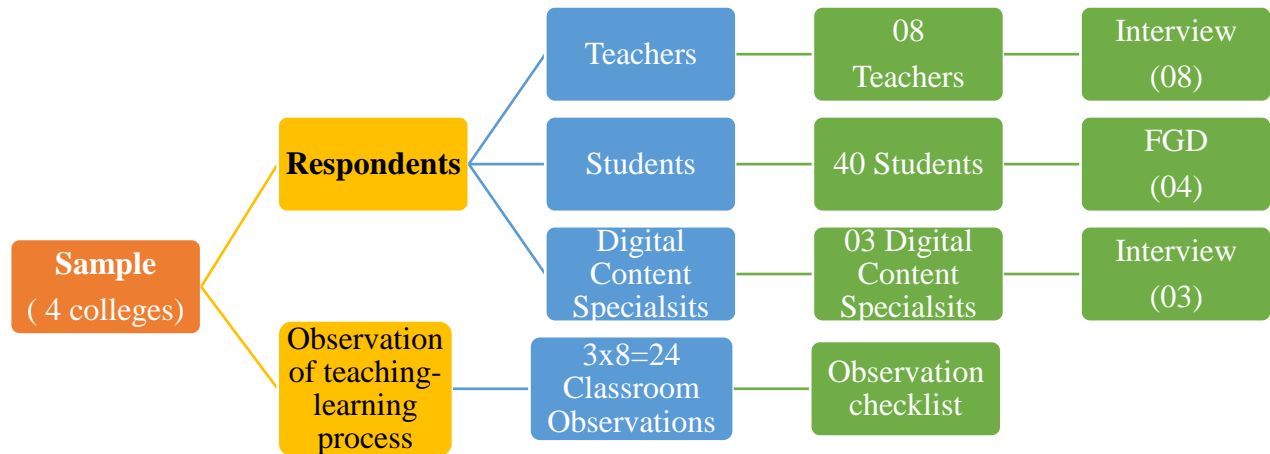 Teachers
08
Teachers
Interview
(08)
Respondents
Students
40 Students
FGD
(04)
Digital
Content
Specialsits
03 Digital
Content
Specialsits
Interview
(03)
Sample
( 4 colleges)
Observation
of teaching-
learning
process
3x8=24
Classroom
Observations
Observation
checklist